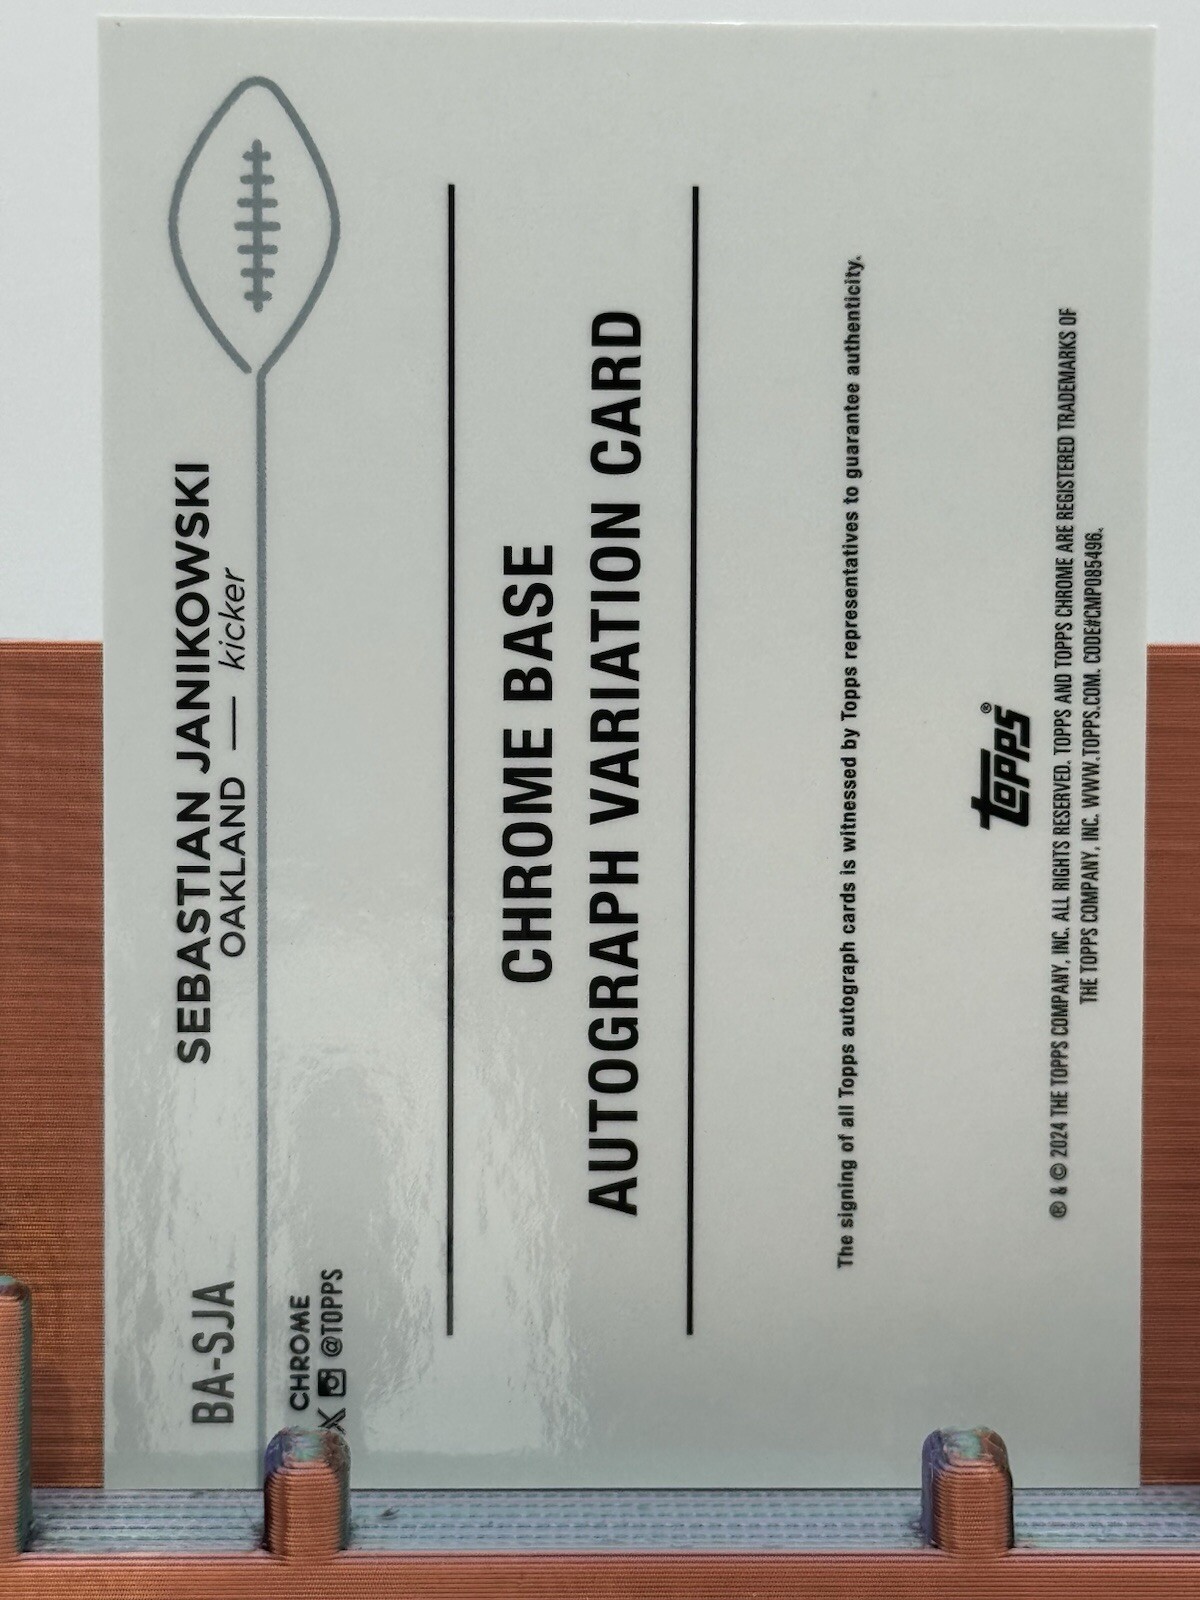 BA-SJA
SEBASTIAN JANIKOWSKI
OAKLAND — kicker
CHROME
X @TOPPS
CHROME BASE
AUTOGRAPH VARIATION CARD
The signing of all Topps autograph cards is witnessed by Topps representatives to guarantee authenticity.
topps®
® & © 2024 THE TOPPS COMPANY, INC. ALL RIGHTS RESERVED. TOPPS AND TOPPS CHROME ARE REGISTERED TRADEMARKS OF
THE TOPPS COMPANY, INC. WWW.TOPPS.COM. CODE#CMP085496.